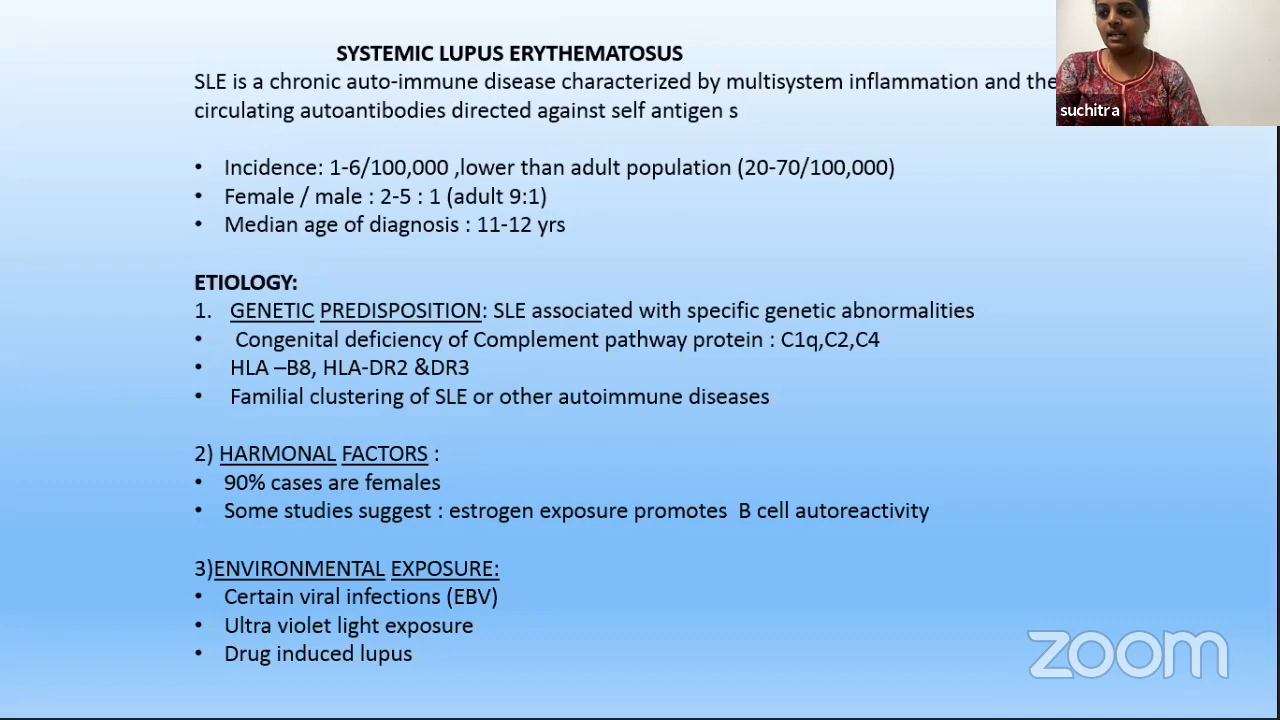 SYSTEMIC LUPUS ERYTHEMATOSUS
SLE is a chronic auto-immune disease characterized by multisystem inflammation and the
circulating autoantibodies directed against self antigen s
suchitra
• Incidence: 1-6/100,000 ,lower than adult population (20-70/100,000)
• Female / male : 2-5 : 1 (adult 9:1)
• Median age of diagnosis : 11-12 yrs
ETIOLOGY:
1. GENETIC PREDISPOSITION: SLE associated with specific genetic abnormalities
• Congenital deficiency of Complement pathway protein : C1q,C2,C4
• HLA –B8, HLA-DR2 &DR3
• Familial clustering of SLE or other autoimmune diseases
2) HARMONAL FACTORS :
• 90% cases are females
• Some studies suggest : estrogen exposure promotes B cell autoreactivity
3)ENVIRONMENTAL EXPOSURE:
• Certain viral infections (EBV)
• Ultra violet light exposure
• Drug induced lupus
zoom